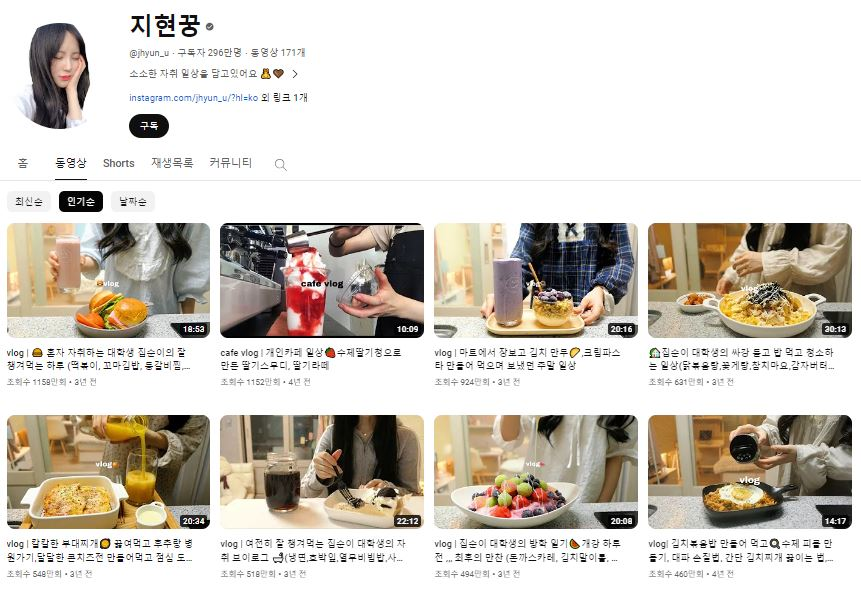 지현꿍
@jhyun_u · 구독자 296만명 · 동영상 171개
소소한 자취 일상을 담고있어요
instagram.com/jhyun_u/?hl=ko 외 링크 1개
구독
홈 동영상 Shorts 재생목록 커뮤니티
최신순 인기순 날짜순
vlog
18:53
cafe vlog
10:09
vlog
20:16
vlog
30:13
vlog | 🍔 혼자 자취하는 대학생 집순이의 잘
챙겨먹는 하루 (떡볶이, 꼬마김밥, 등갈비찜,...
조회수 1158만회 • 3년 전
cafe vlog | 개인카페 일상🍓수제딸기청으로
만든 딸기스무디, 딸기라떼
조회수 1152만회 • 4년 전
vlog | 마트에서 장보고 김치 만두🥟,크림파스
타 만들어 먹으며 보냈던 주말 일상
조회수 924만회 • 3년 전
집순이 대학생의 싸강 듣고 밥 먹고 청소하
는 일상(닭볶음탕,꽃게탕,참치마요,감자버터...
조회수 631만회 • 3년 전
vlog
20:34
22:12
vlog
20:08
vlog
14:17
vlog | 칼칼한 부대찌개🥘 끓여먹고 후추랑 병
원가기,달달한 콘치즈전 만들어먹고 점심 도...
조회수 548만회 • 3년 전
vlog | 여전히 잘 챙겨먹는 집순이 대학생의 자
취 브이로그 🛁(냉면,호박잎,열무비빔밥,사...
조회수 518만회 • 3년 전
vlog | 집순이 대학생의 방학 일기🍉개강 하루
전 ,,, 최후의 만찬 (돈까스카레, 김치말이롤, ...
조회수 494만회 • 3년 전
vlog| 김치볶음밥 만들어 먹고🍳수제 피클 만
들기, 대파 손질법, 간단 김치찌개 끓이는 법,...
조회수 460만회 • 4년 전